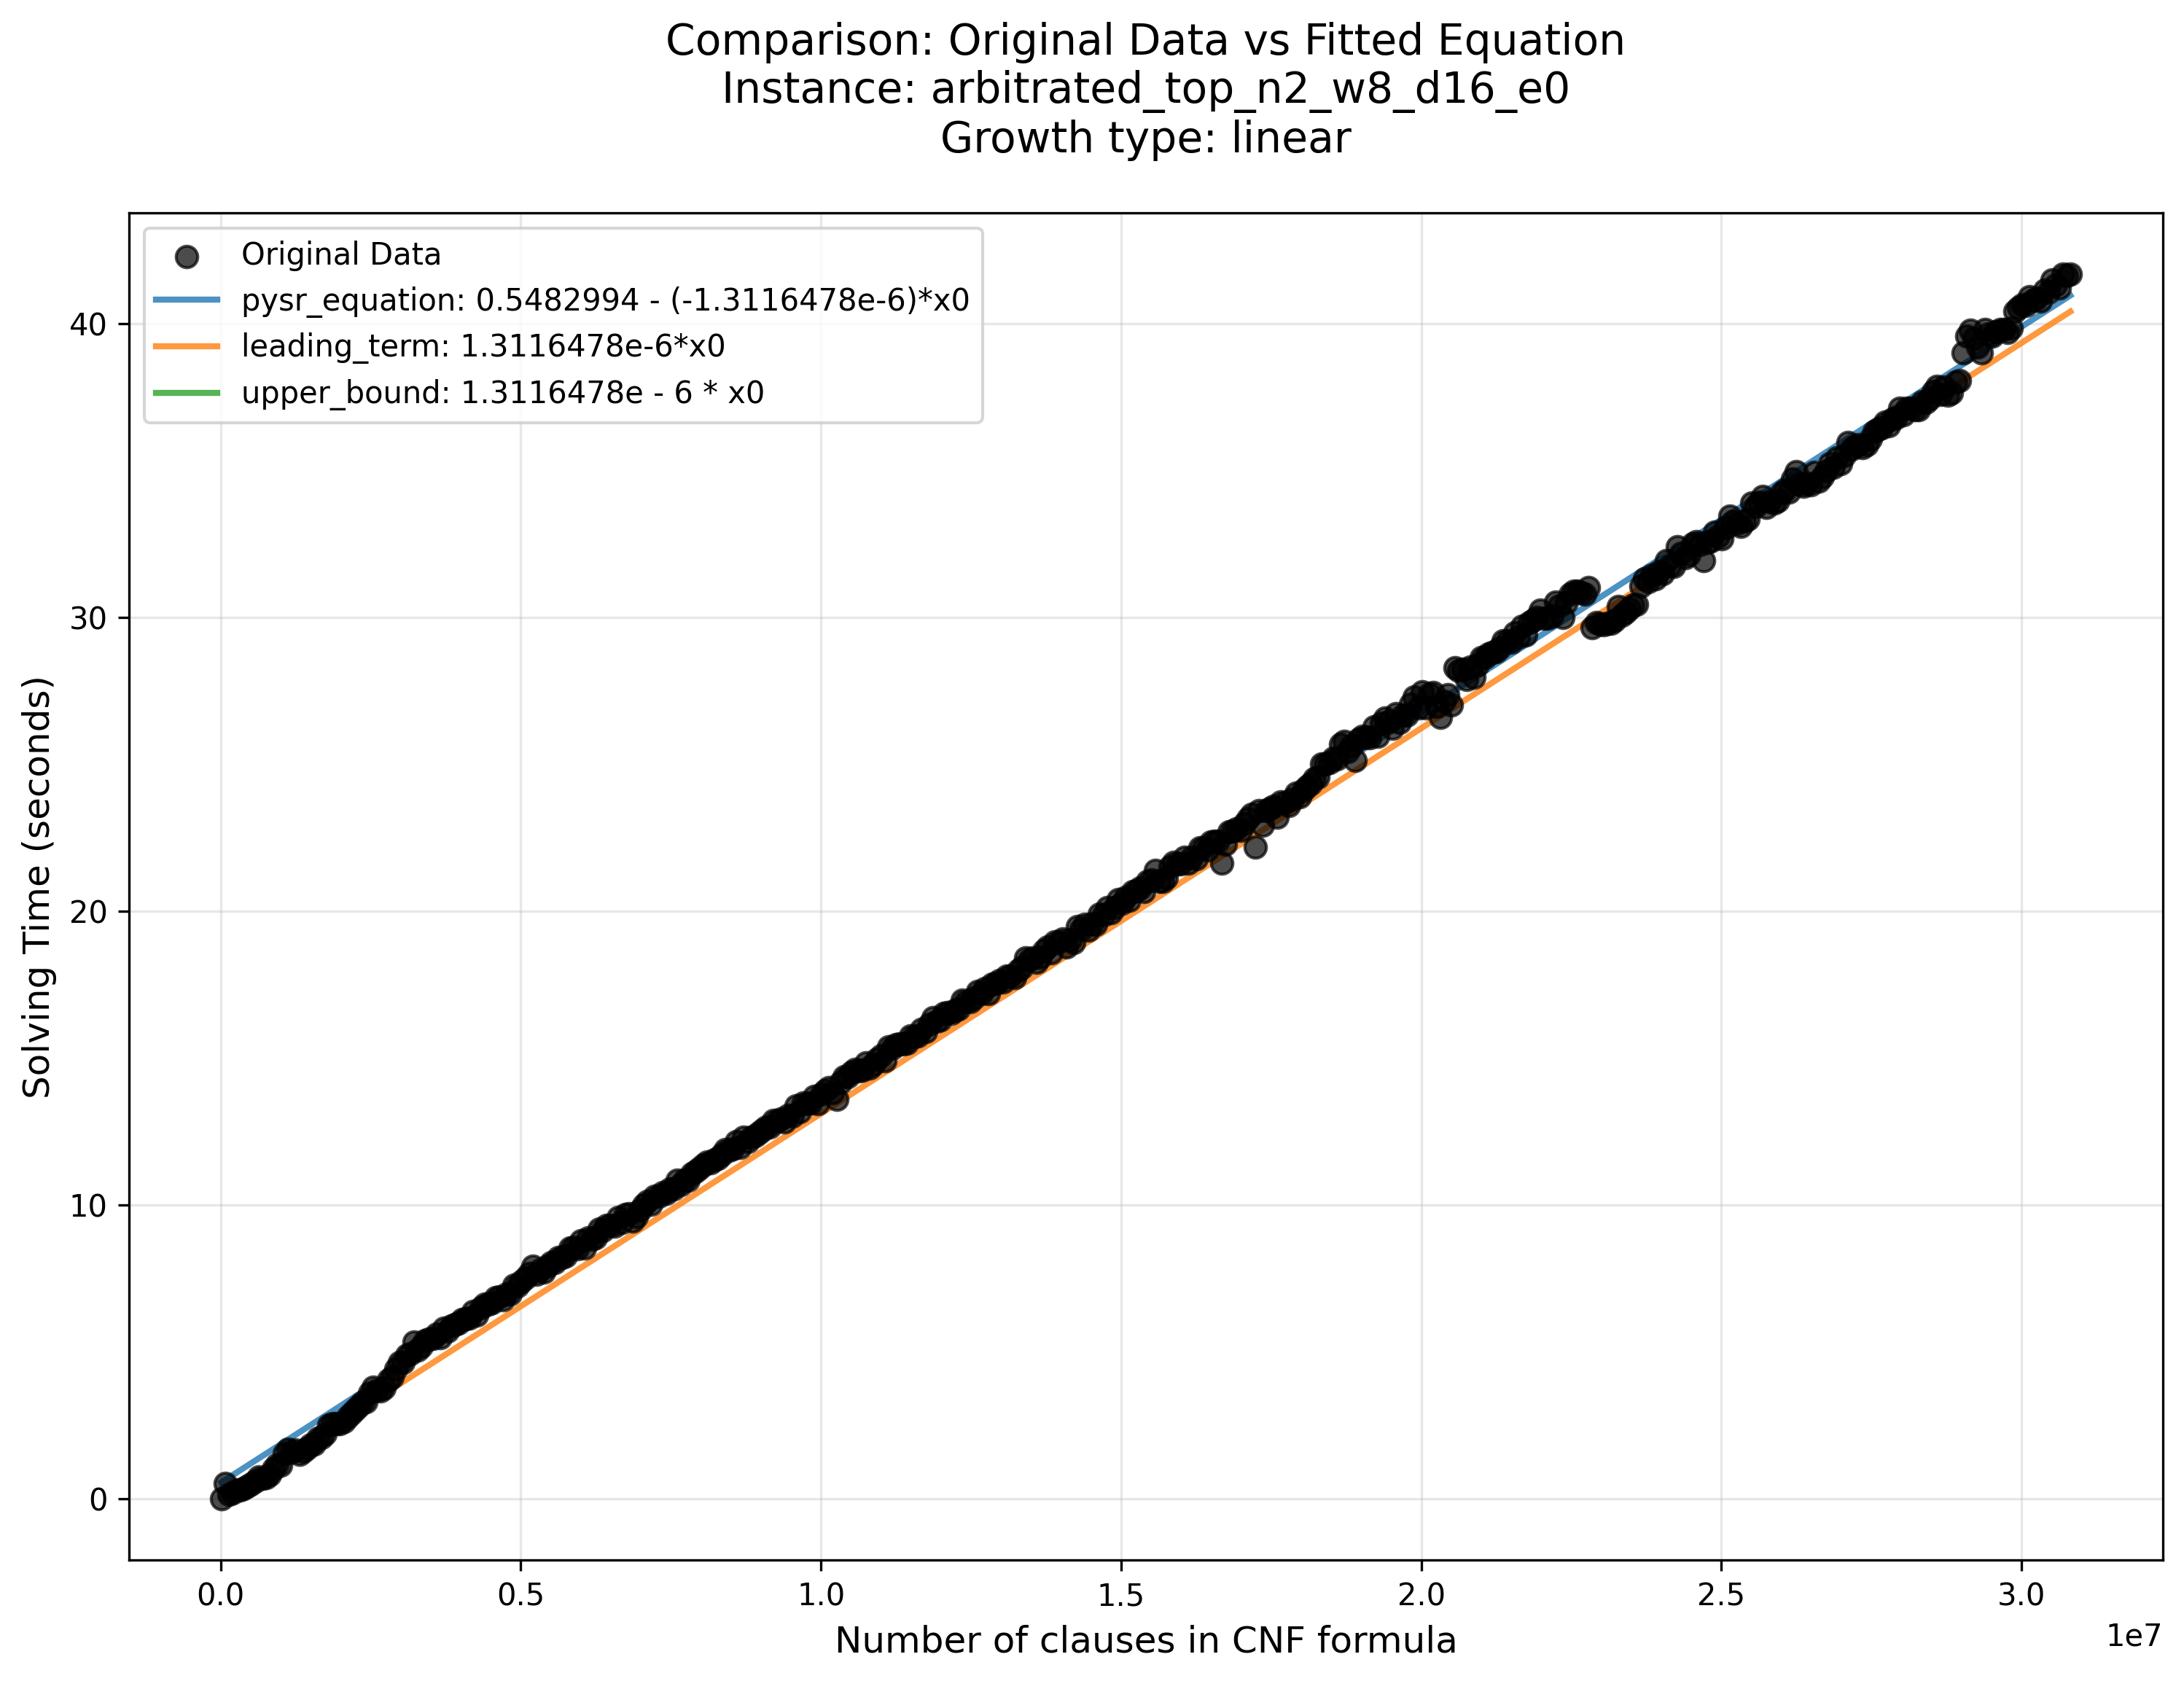 Comparison: Original Data vs Fitted Equation
Instance: arbitrated_top_n2_w8_d16_e0
Growth type: linear
Original Data
pysr_equation: 0.5482994 - (-1.3116478e-6)*x0
leading_term: 1.3116478e-6*x0
upper_bound: 1.3116478e - 6 * x0
Solving Time (seconds)
40
30
20
10
0
0.0 0.5 1.0 1.5 2.0 2.5 3.0
1e7
Number of clauses in CNF formula